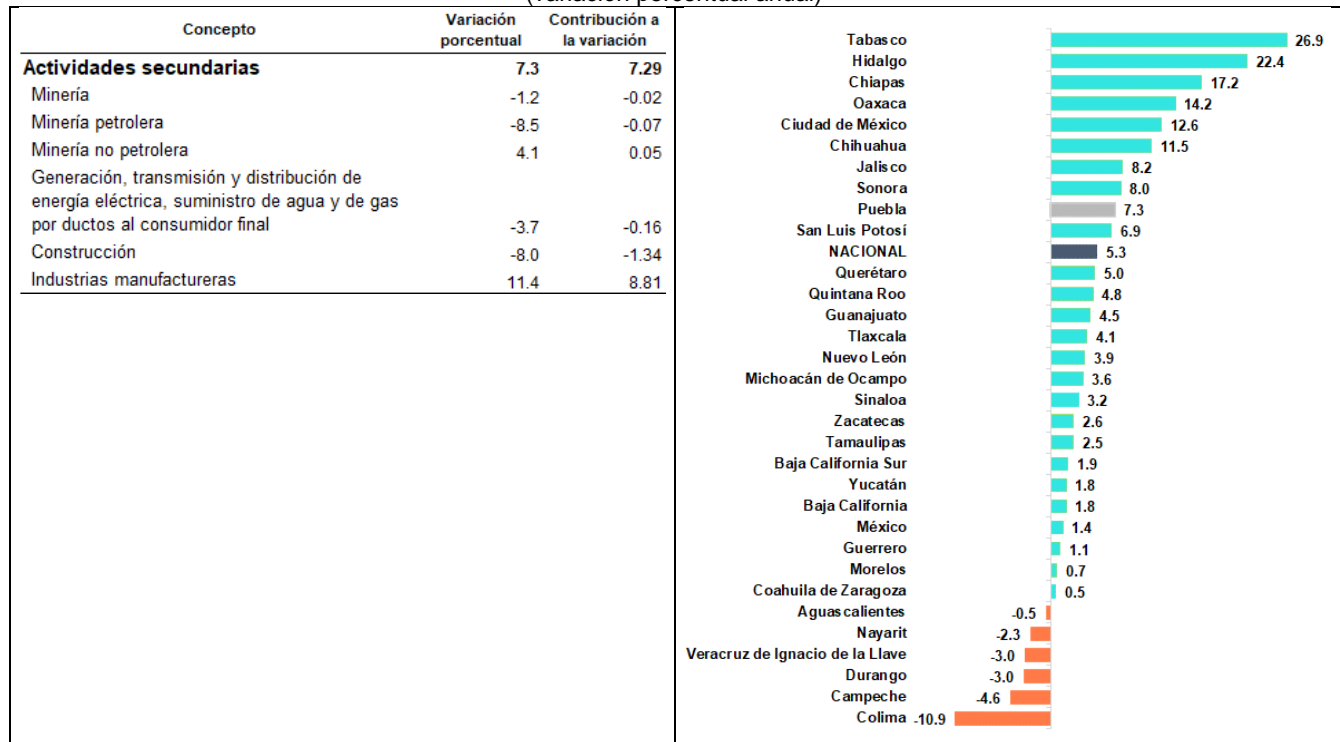 (Variación porcentual anual)
Concepto
Variación porcentual
Contribución a la variación
Actividades secundarias 7.3 7.29
Minería -1.2 -0.02
Minería petrolera -8.5 -0.07
Minería no petrolera 4.1 0.05
Generación, transmisión y distribución de
energía eléctrica, suministro de agua y de gas
por ductos al consumidor final -3.7 -0.16
Construcción -8.0 -1.34
Industrias manufactureras 11.4 8.81
Tabasco 26.9
Hidalgo 22.4
Chiapas 17.2
Oaxaca 14.2
Ciudad de México 12.6
Chihuahua 11.5
Jalisco 8.2
Sonora 8.0
Puebla 7.3
San Luis Potosí 6.9
NACIONAL 5.3
Querétaro 5.0
Quintana Roo 4.8
Guanajuato 4.5
Tlaxcala 4.1
Nuevo León 3.9
Michoacán de Ocampo 3.6
Sinaloa 3.2
Zacatecas 2.6
Tamaulipas 2.5
Baja California Sur 1.9
Yucatán 1.8
Baja California 1.8
México 1.4
Guerrero 1.1
Morelos 0.7
Coahuila de Zaragoza 0.5
Aguascalientes -0.5
Nayarit -2.3
Veracruz de Ignacio de la Llave -3.0
Durango -3.0
Campeche -4.6
Colima -10.9